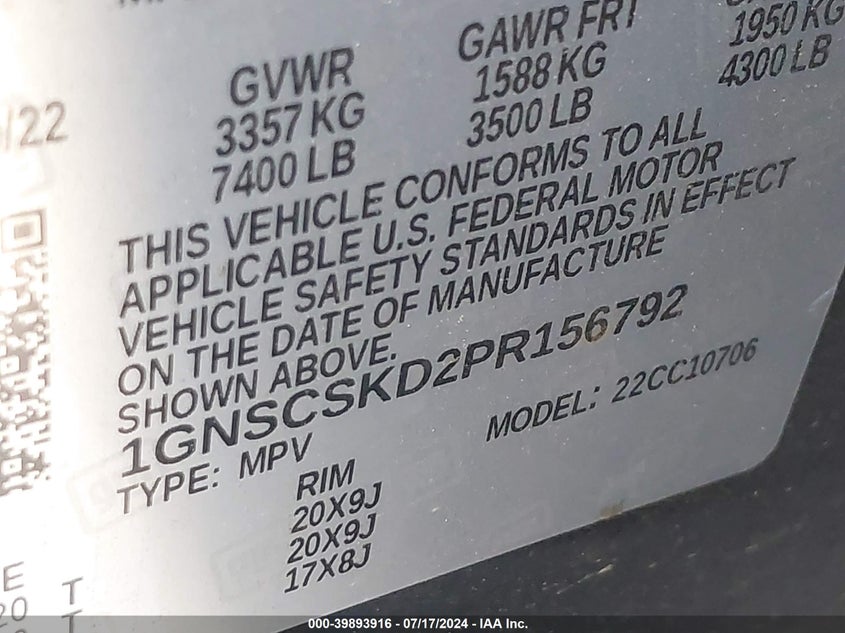 /22
GVWR
3357 KG
7400 LB
GAWR FRT
1588 KG
3500 LB
1950 KG
4300 LB
THIS VEHICLE CONFORMS TO ALL
APPLICABLE U.S. FEDERAL MOTOR
VEHICLE SAFETY STANDARDS IN EFFECT
ON THE DATE OF MANUFACTURE
SHOWN ABOVE.
1GNSCSKD2PR156792
TYPE: MPV
MODEL: 22CC10706
RIM
20X9J
20X9J
17X8J
E
20 T
T
000-39893916 - 07/17/2024 - IAA Inc.